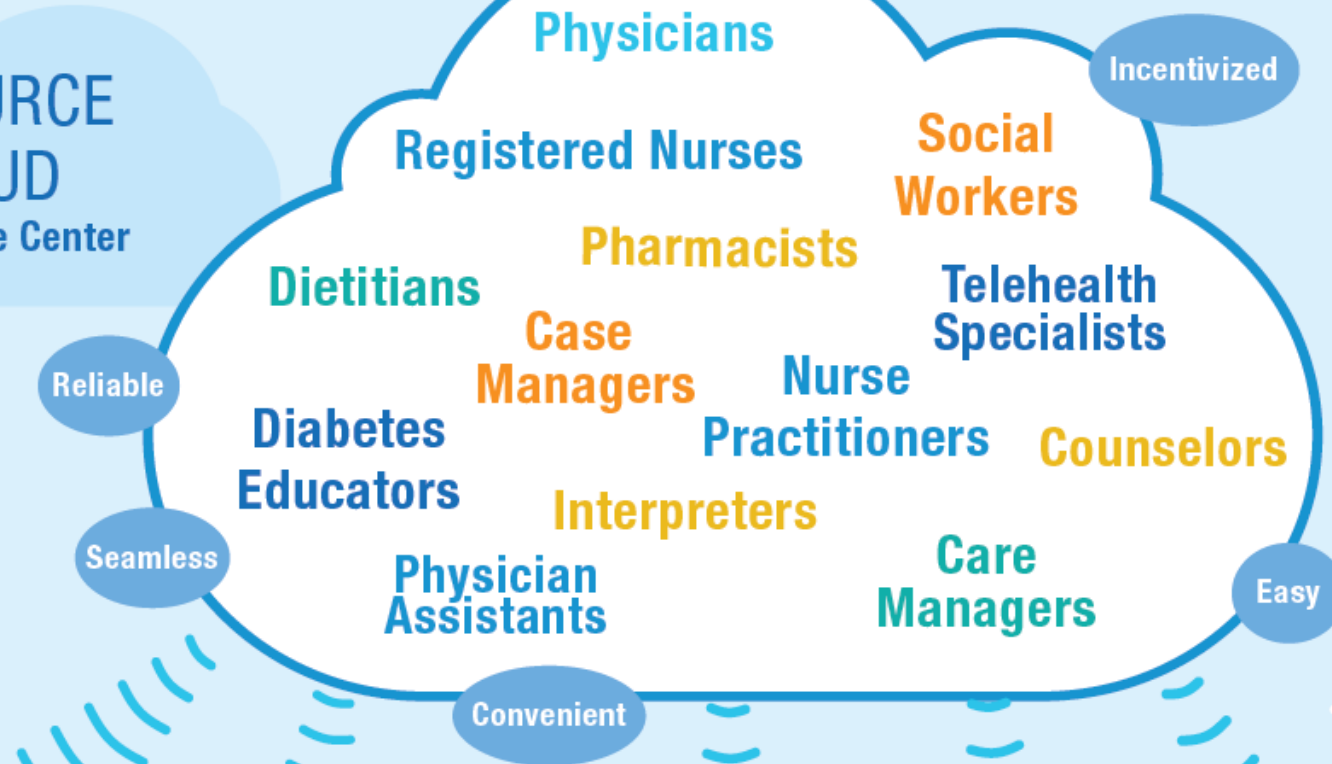 Physicians
Incentivized
URCE
UD
e Center
Registered Nurses
Social
Workers
Pharmacists
Dietitians
Telehealth
Specialists
Case
Managers
Reliable
Nurse
Practitioners
Diabetes
Educators
Counselors
Interpreters
Seamless
Physician
Assistants
Care
Managers
Easy
Convenient